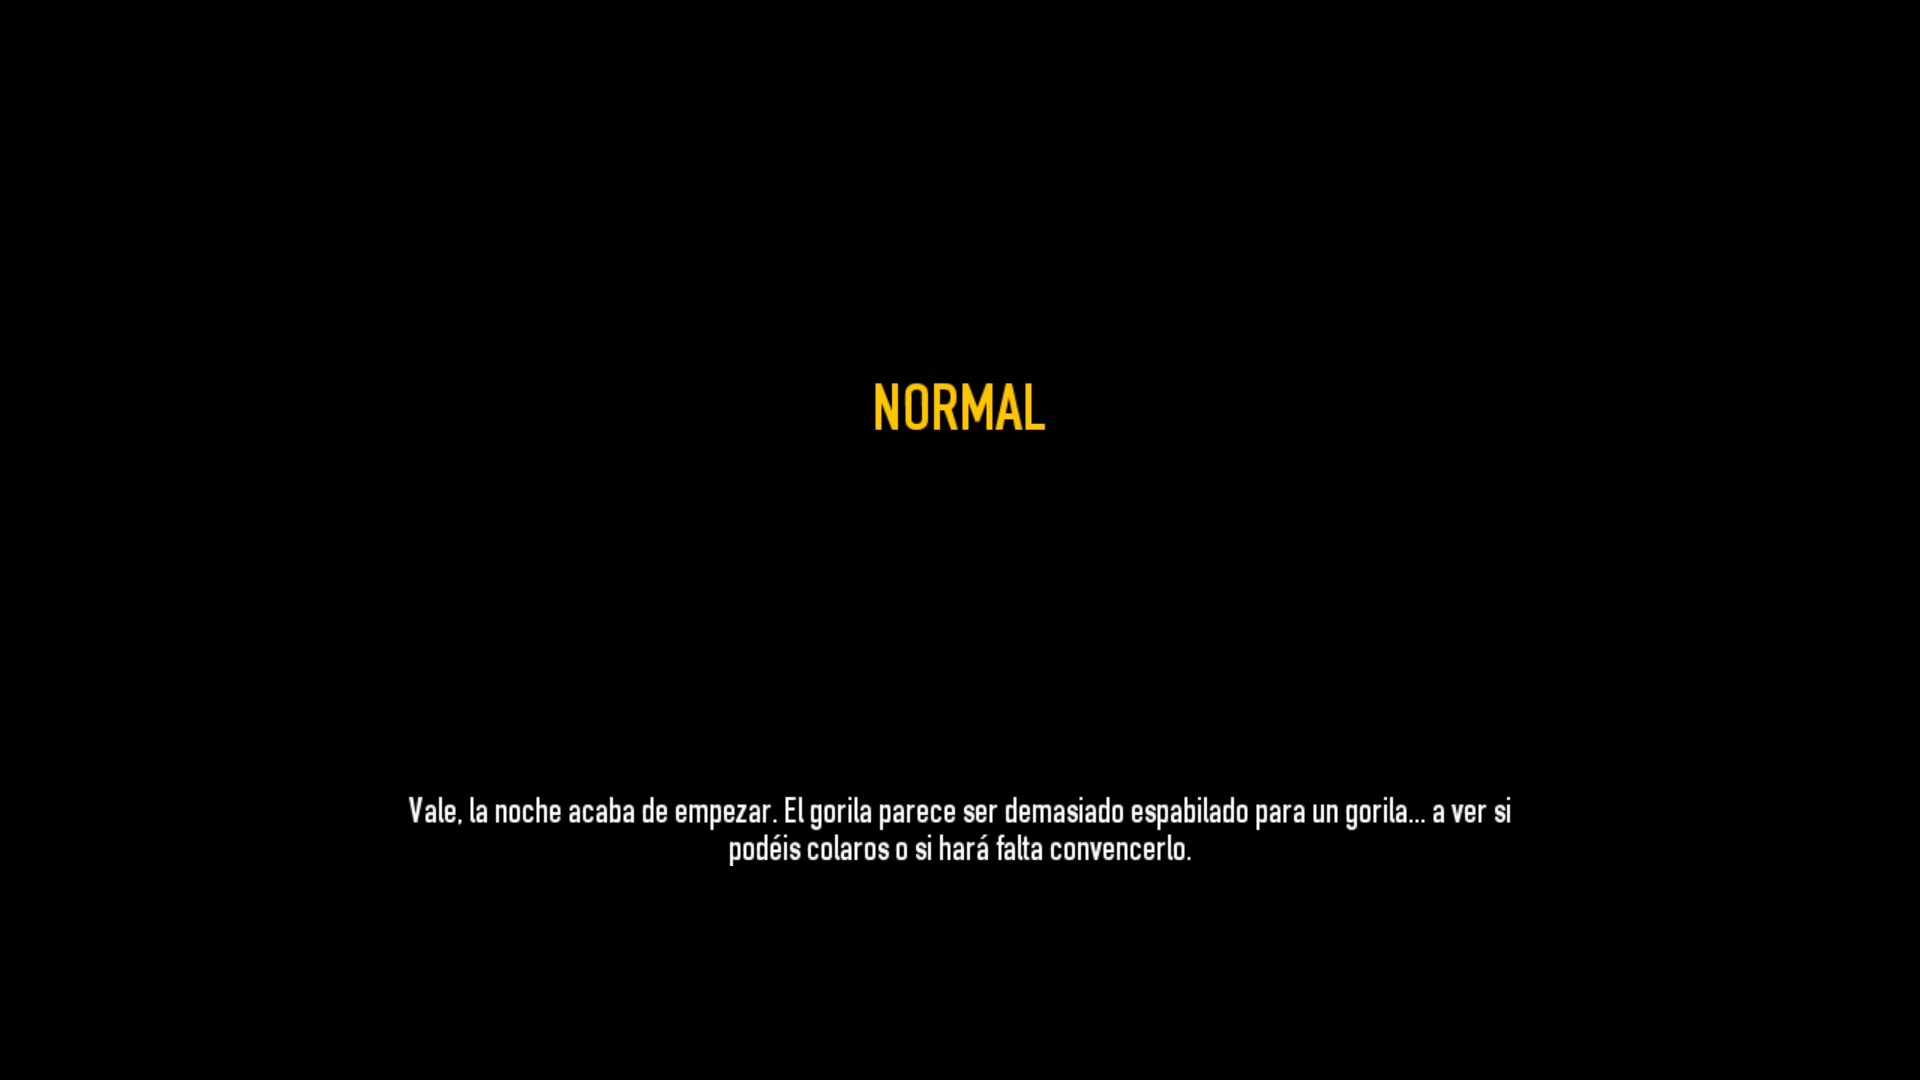 NORMAL
Vale, la noche acaba de empezar. El gorila parece ser demasiado espabilado para un gorila... a ver si
podéis colaros o si hará falta convencerlo.